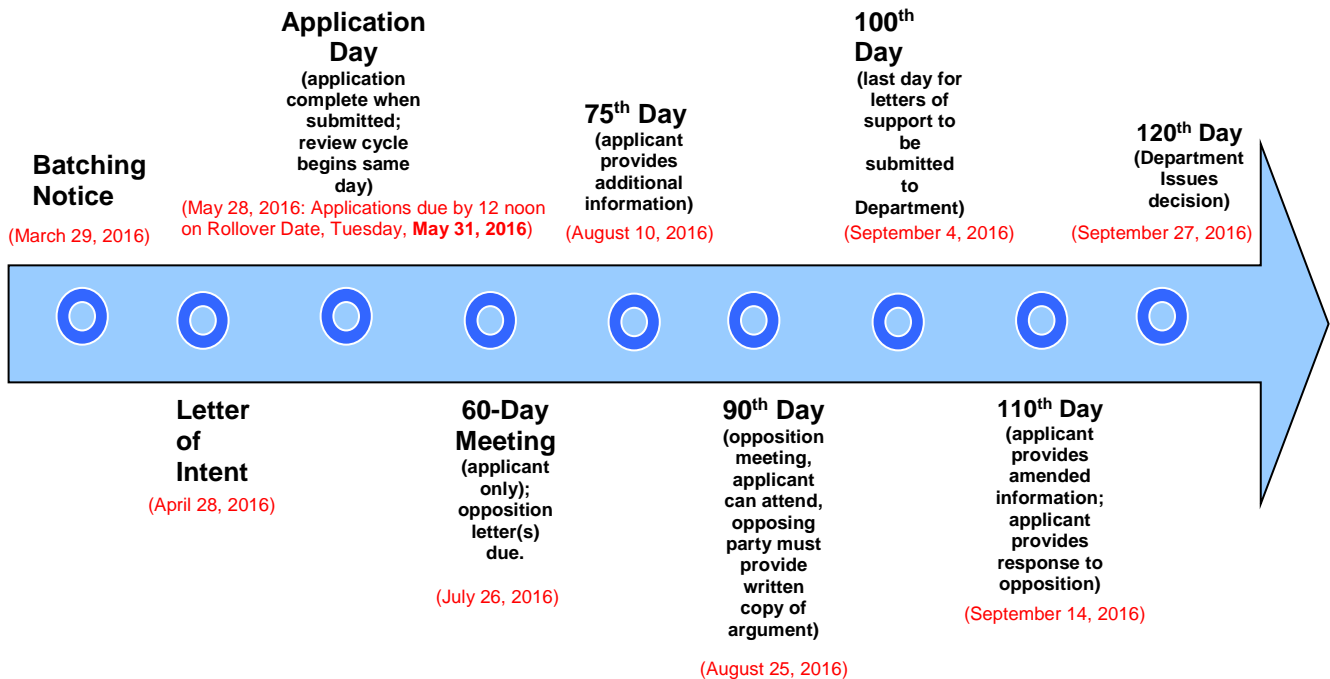 Batching
Notice
(March 29, 2016)
Letter
of
Intent
(April 28, 2016)
Application
Day
(application
complete when
submitted;
review cycle
begins same
day)
(May 28, 2016: Applications due by 12 noon
on Rollover Date, Tuesday, May 31, 2016)
60-Day
Meeting
(applicant
only);
opposition
letter(s)
due.
(July 26, 2016)
75th Day
(applicant
provides
additional
information)
(August 10, 2016)
90th Day
(opposition
meeting,
applicant
can attend,
opposing
party must
provide
written
copy of
argument)
(August 25, 2016)
100th
Day
(last day for
letters of
support to
be
submitted
to
Department)
(September 4, 2016)
110th Day
(applicant
provides
amended
information;
applicant
provides
response to
opposition)
(September 14, 2016)
120th Day
(Department
Issues
decision)
(September 27, 2016)